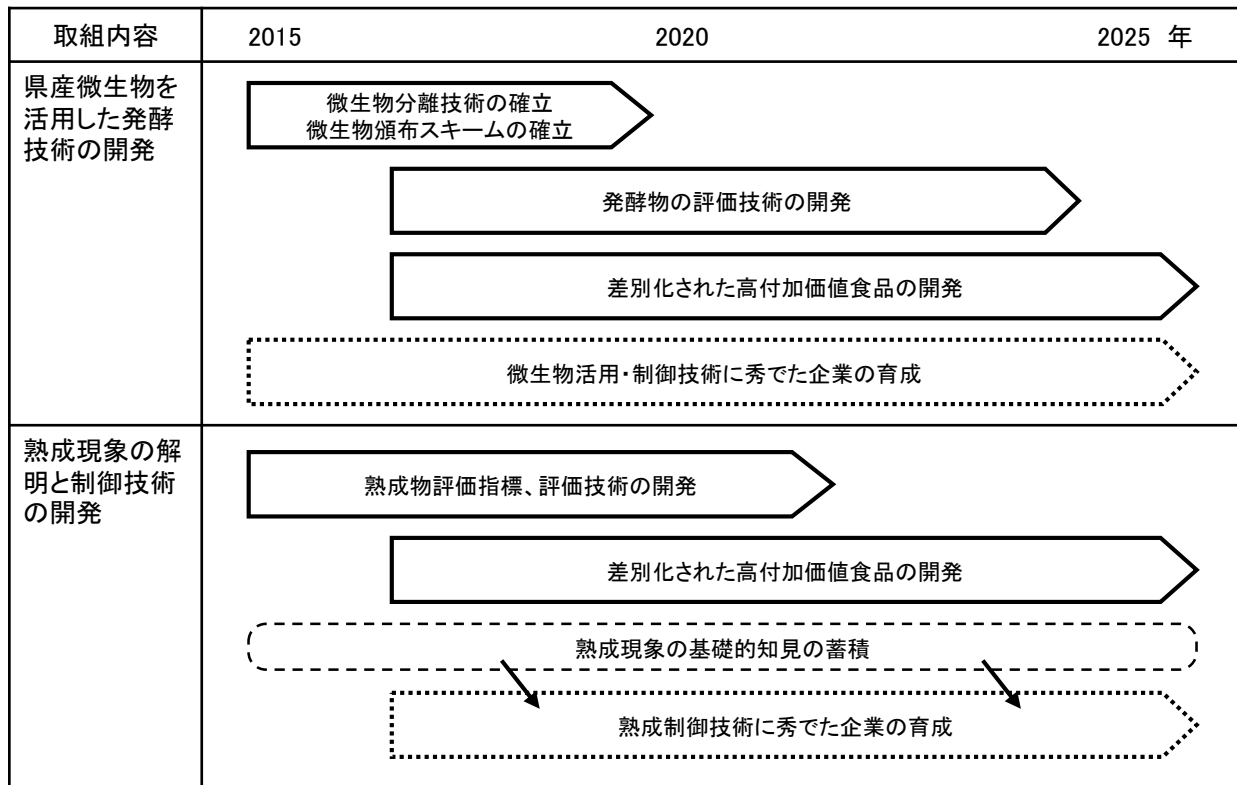 取組内容
2015 2020 2025 年
県産微生物を
活用した発酵
技術の開発
微生物分離技術の確立
微生物頒布スキームの確立
発酵物の評価技術の開発
差別化された高付加価値食品の開発
微生物活用・制御技術に秀でた企業の育成
熟成現象の解
明と制御技術
の開発
熟成物評価指標、評価技術の開発
差別化された高付加価値食品の開発
熟成現象の基礎的知見の蓄積
熟成制御技術に秀でた企業の育成